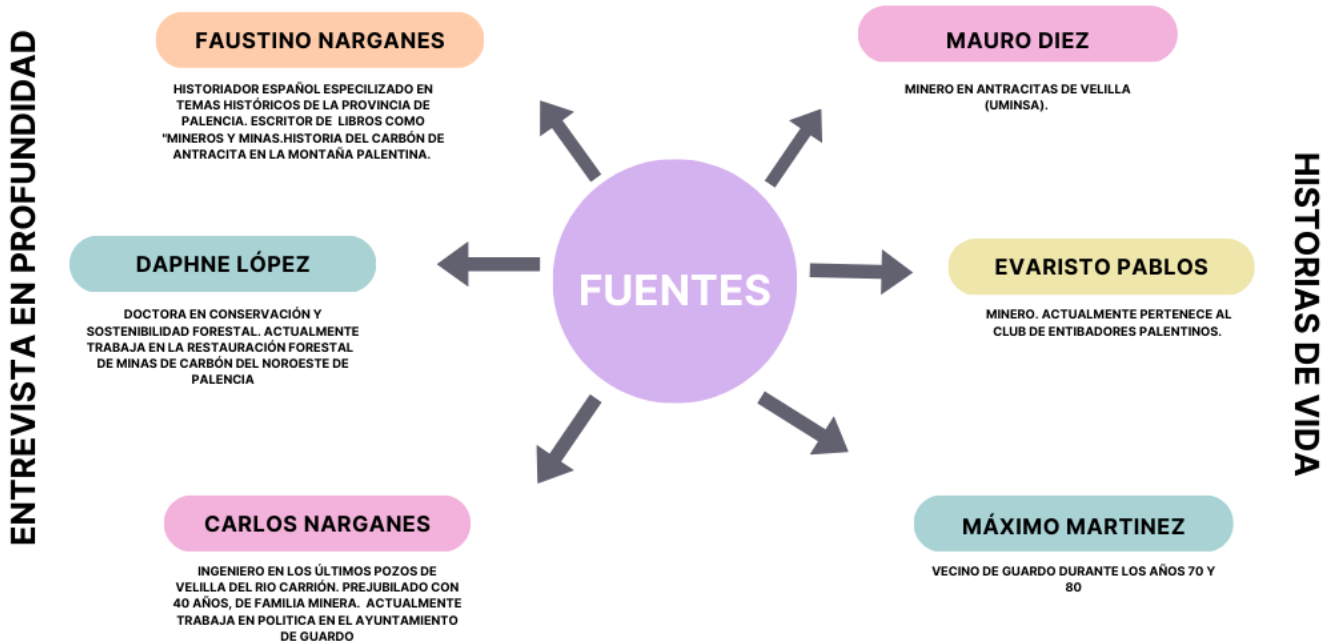 ENTREVISTA EN PROFUNDIDAD
FAUSTINO NARGANES
HISTORIADOR ESPAÑOL ESPECILIZADO EN
TEMAS HISTÓRICOS DE LA PROVINCIA DE
PALENCIA. ESCRITOR DE LIBROS COMO
"MINEROS Y MINAS.HISTORIA DEL CARBÓN DE
ANTRACITA EN LA MONTAÑA PALENTINA.
DAPHNE LÓPEZ
DOCTORA EN CONSERVACIÓN Y
SOSTENIBILIDAD FORESTAL. ACTUALMENTE
TRABAJA EN LA RESTAURACIÓN FORESTAL
DE MINAS DE CARBÓN DEL NOROESTE DE
PALENCIA
CARLOS NARGANES
INGENIERO EN LOS ÚLTIMOS POZOS DE
VELILLA DEL RIO CARRIÓN. PREJUBILADO CON
40 AÑOS, DE FAMILIA MINERA. ACTUALMENTE
TRABAJA EN POLITICA EN EL AYUNTAMIENTO
DE GUARDO
FUENTES
MAURO DIEZ
MINERO EN ANTRACITAS DE VELILLA
(UMINSA).
EVARISTO PABLOS
MINERO. ACTUALMENTE PERTENECE AL
CLUB DE ENTIBADORES PALENTINOS.
MÁXIMO MARTINEZ
VECINO DE GUARDO DURANTE LOS AÑOS 70 Y
80
HISTORIAS DE VIDA